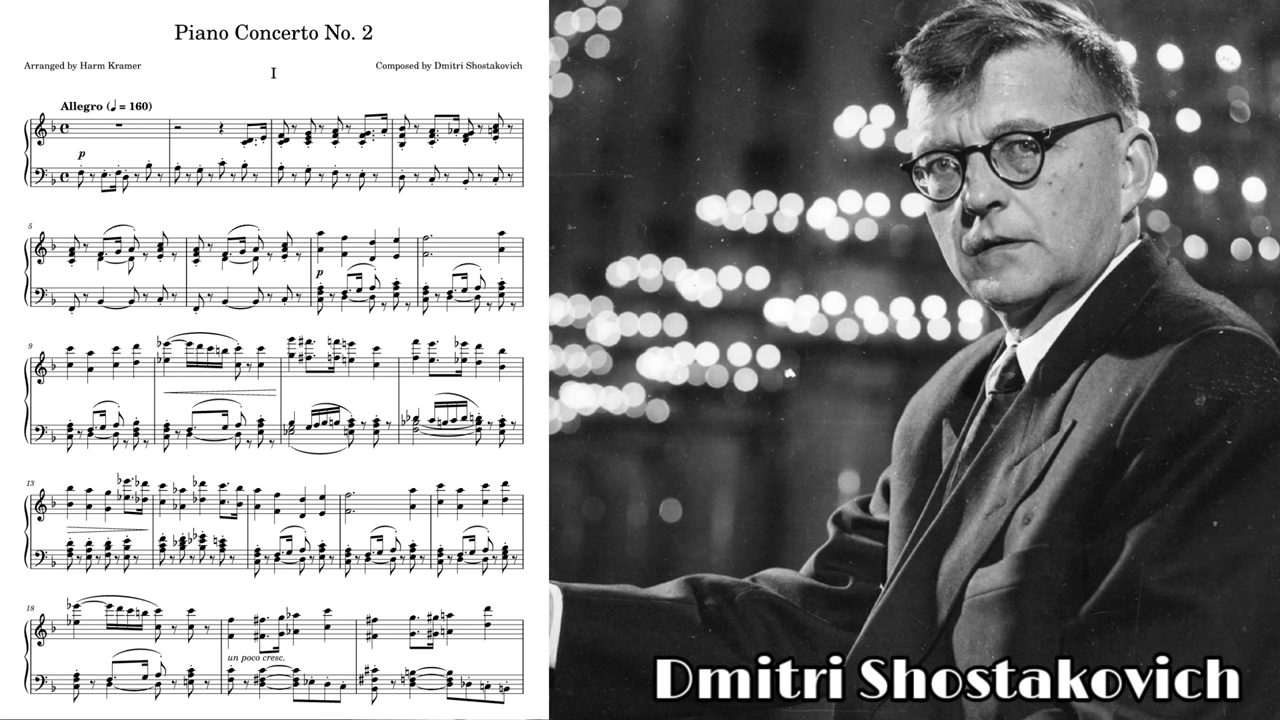 Piano Concerto No. 2
Arranged by Harm Kramer
I
Composed by Dmitri Shostakovich
Allegro (♩ = 160)
p
5
p
9
13
18
un poco cresc.
Dmitri Shostakovich